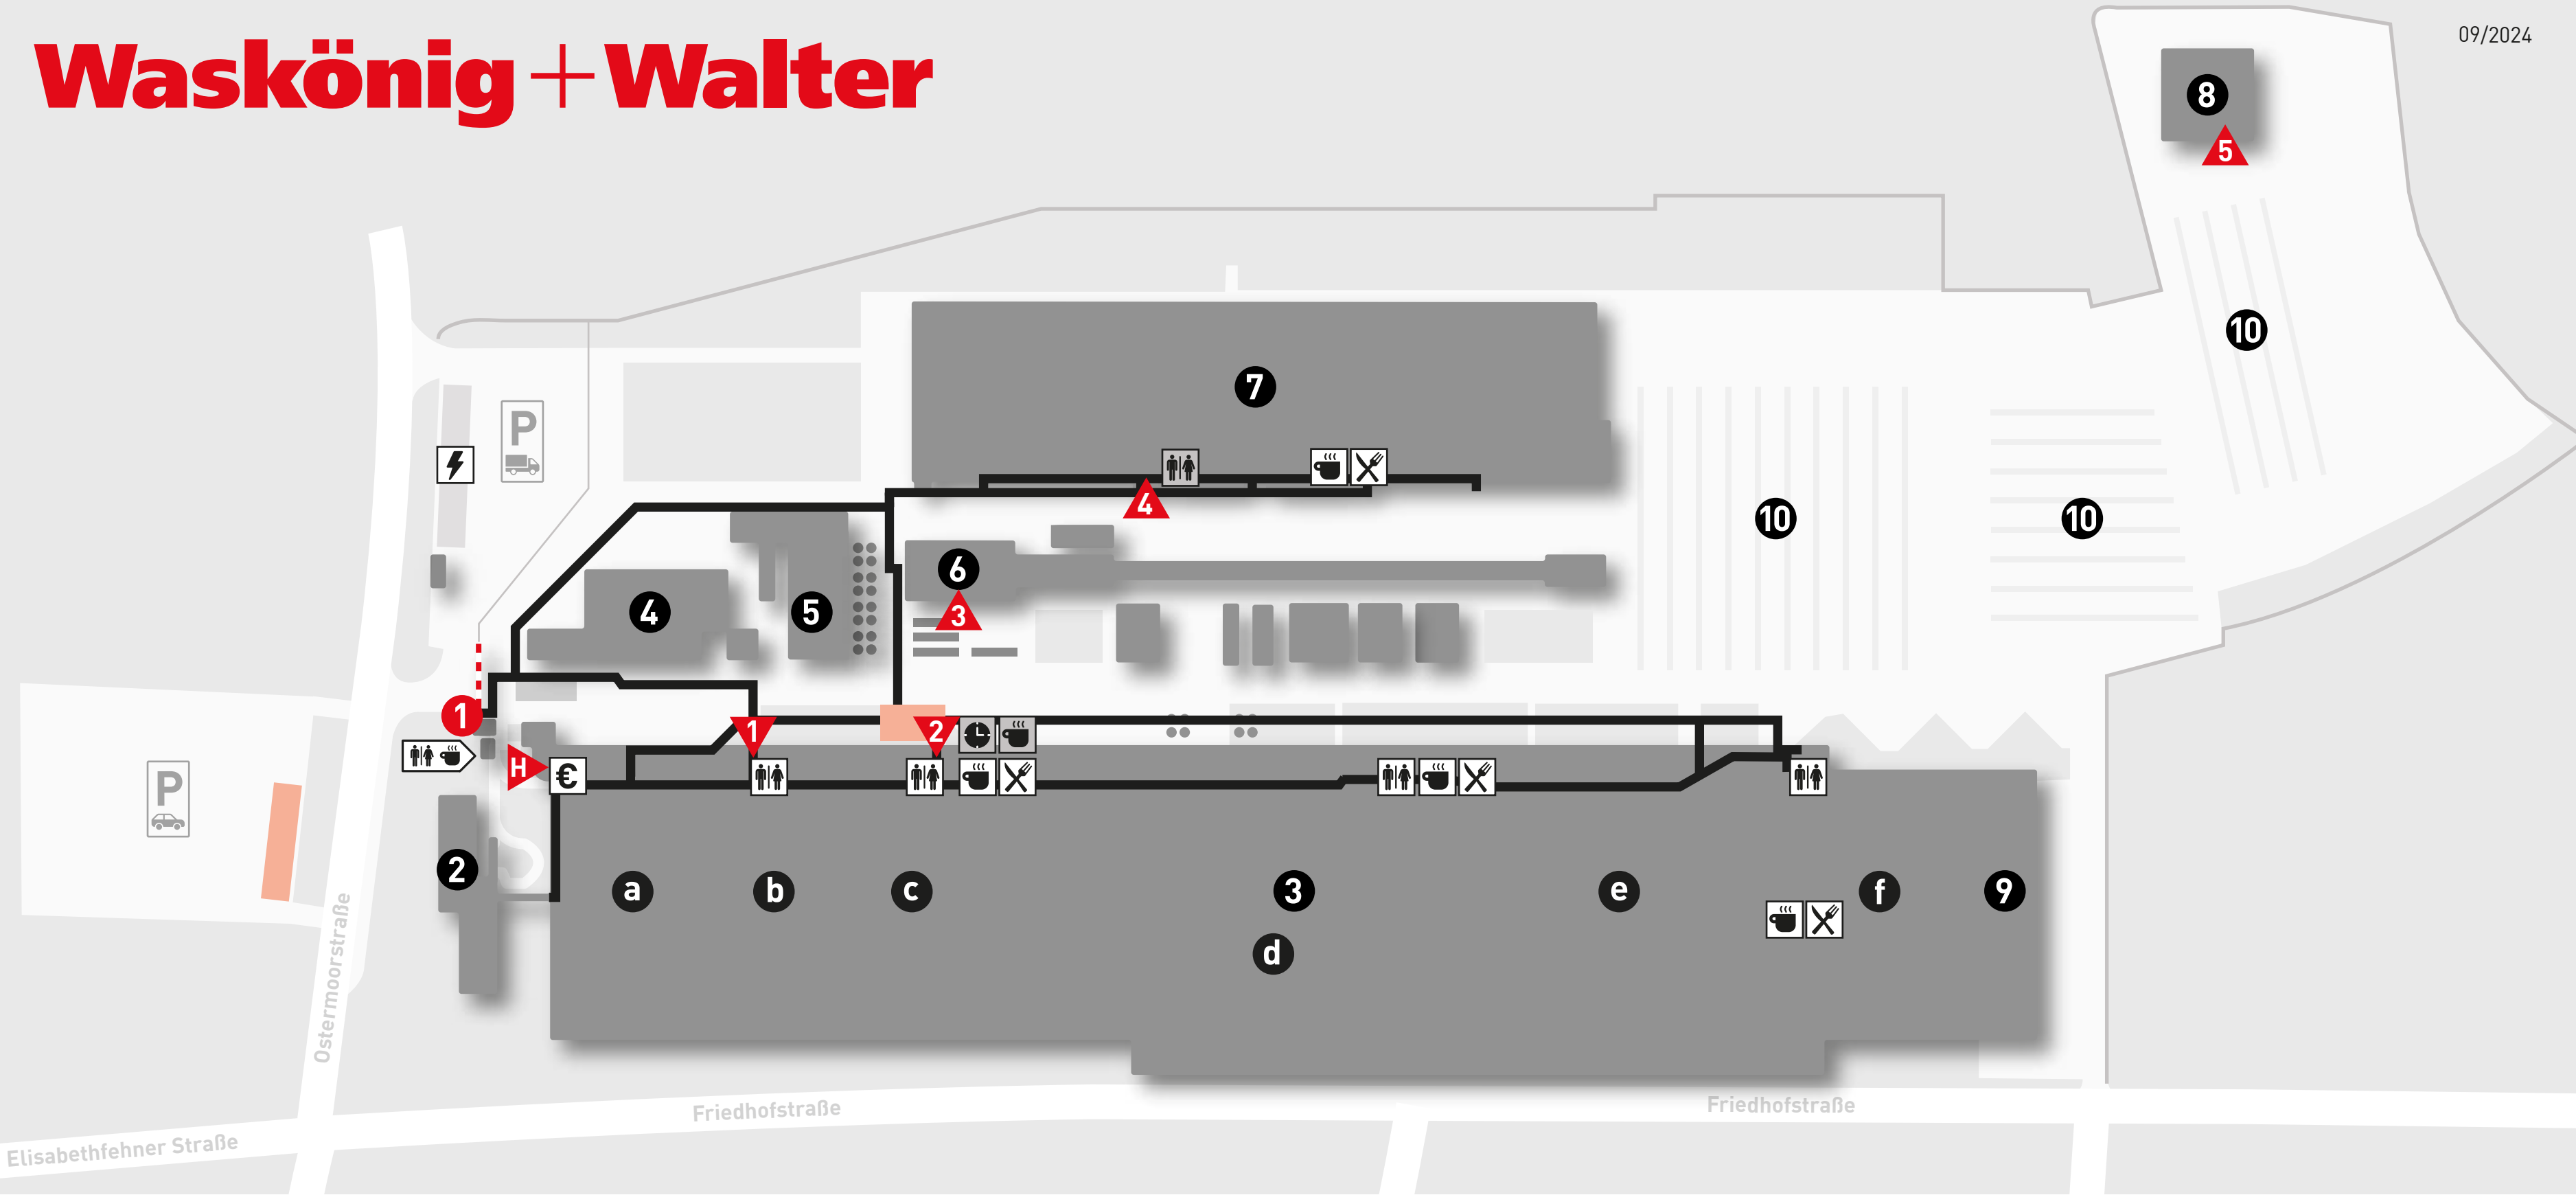 09/2024
Waskönig+Walter
8
5
10
7
P
4
10
10
6
4
5
3
1
1
2
H
€
P
2
a
b
c
3
e
f
9
d
Ostermoorstraße
Friedhofstraße
Friedhofstraße
Elisabethfehner Straße